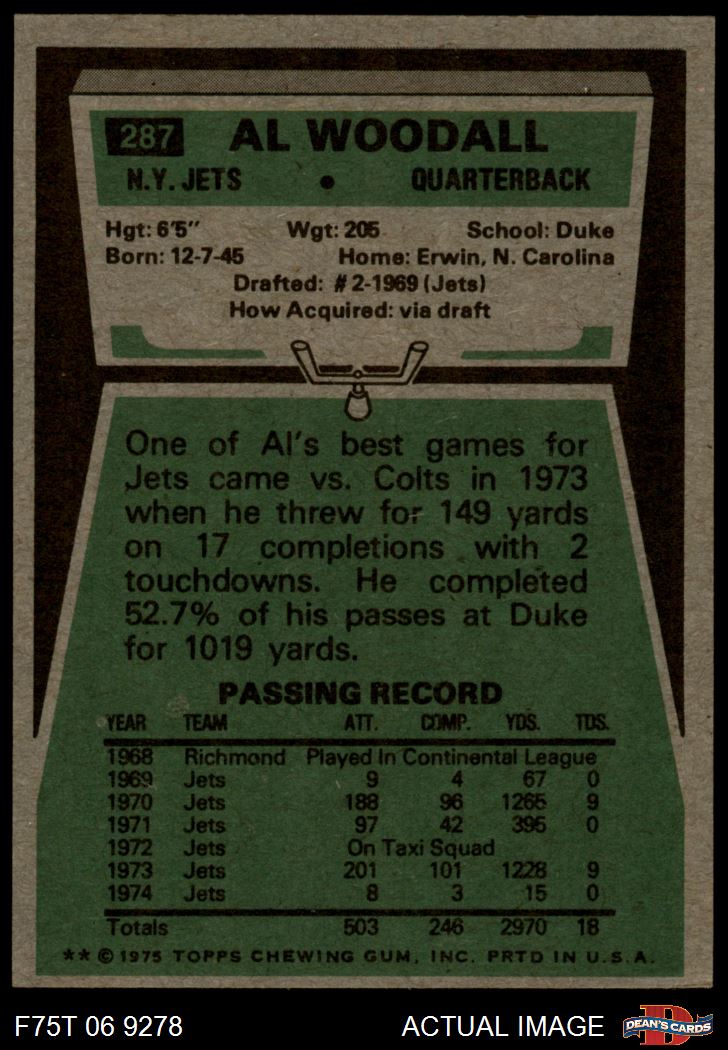 287 AL WOODALL
N.Y. JETS • QUARTERBACK
Hgt: 6'5" Wgt: 205 School: Duke
Born: 12-7-45 Home: Erwin, N. Carolina
Drafted: #2-1969 (Jets)
How Acquired: via draft
One of Al's best games for
Jets came vs. Colts in 1973
when he threw for 149 yards
on 17 completions with 2
touchdowns. He completed
52.7% of his passes at Duke
for 1019 yards.
PASSING RECORD
YEAR TEAM ATT. COMP. YDS. TDS.
1968 Richmond Played In Continental League
1969 Jets 9 4 67 0
1970 Jets 188 96 1265 9
1971 Jets 97 42 395 0
1972 Jets On Taxi Squad
1973 Jets 201 101 1228 9
1974 Jets 8 3 15 0
Totals 503 246 2970 18
** © 1975 TOPPS CHEWING GUM, INC. PRTD IN U.S.A.
F75T 06 9278 ACTUAL IMAGE D DEAN'S CARDS